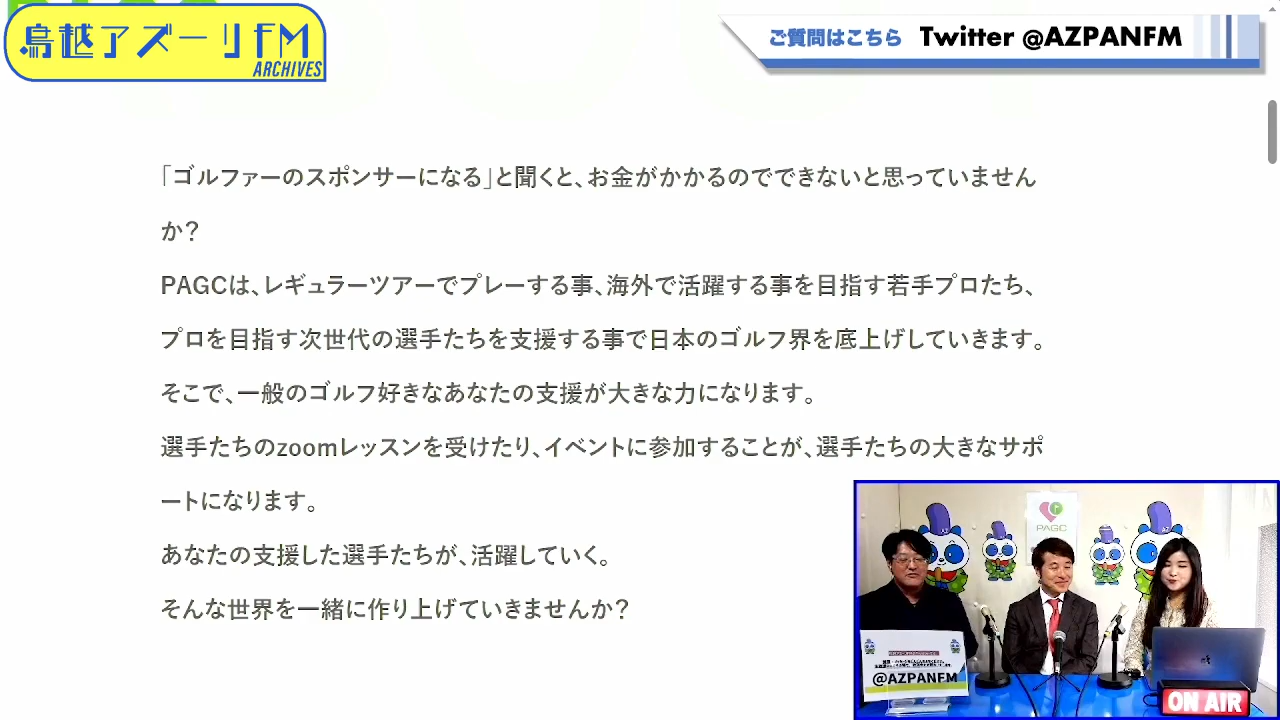 鳥越アズーリFM
ARCHIVES
ご質問はこちら Twitter @AZPANFM
「ゴルファーのスポンサーになる」と聞くと、お金がかかるのでできないと思っていません
か?
PAGCは、レギュラーツアーでプレーする事、海外で活躍する事を目指す若手プロたち、
プロを目指す次世代の選手たちを支援する事で日本のゴルフ界を底上げしていきます。
そこで、一般のゴルフ好きなあなたの支援が大きな力になります。
選手たちのzoomレッスンを受けたり、イベントに参加することが、選手たちの大きなサポ
ートになります。
あなたの支援した選手たちが、活躍していく。
そんな世界を一緒に作り上げていきませんか?
PAGC
@AZPANFM
ON AIR